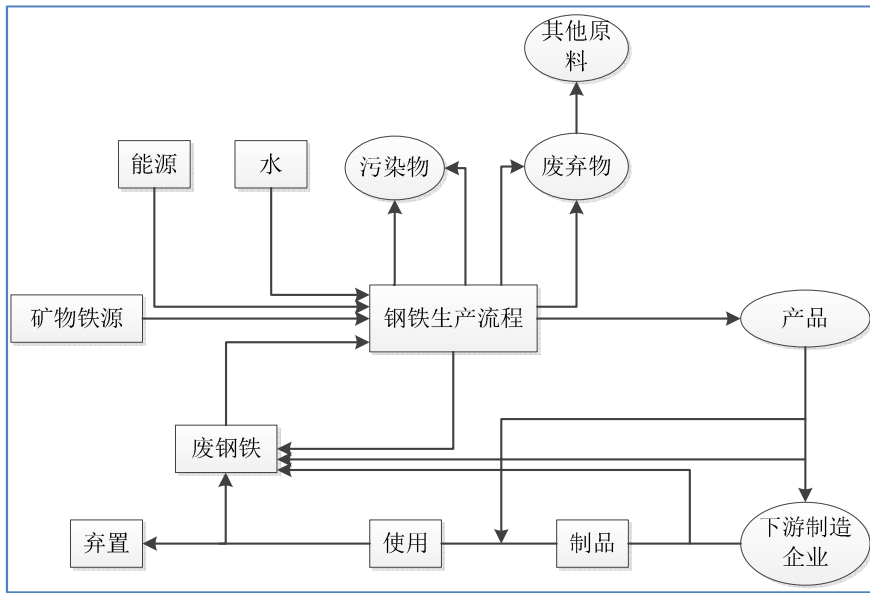 其他原
料
能源
水
污染物
废弃物
矿物铁源
钢铁生产流程
产品
废钢铁
弃置
使用
制品
下游制造
企业